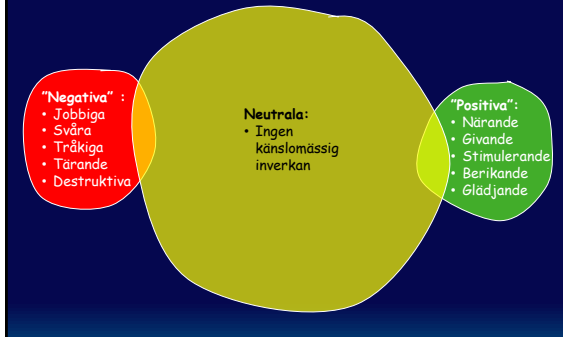 "Negativa" :
• Jobbiga
• Svåra
• Tråkiga
• Tärande
• Destruktiva
Neutrala:
• Ingen
känslomässig
inverkan
"Positiva":
• Närande
• Givande
• Stimulerande
• Berikande
• Glädjande